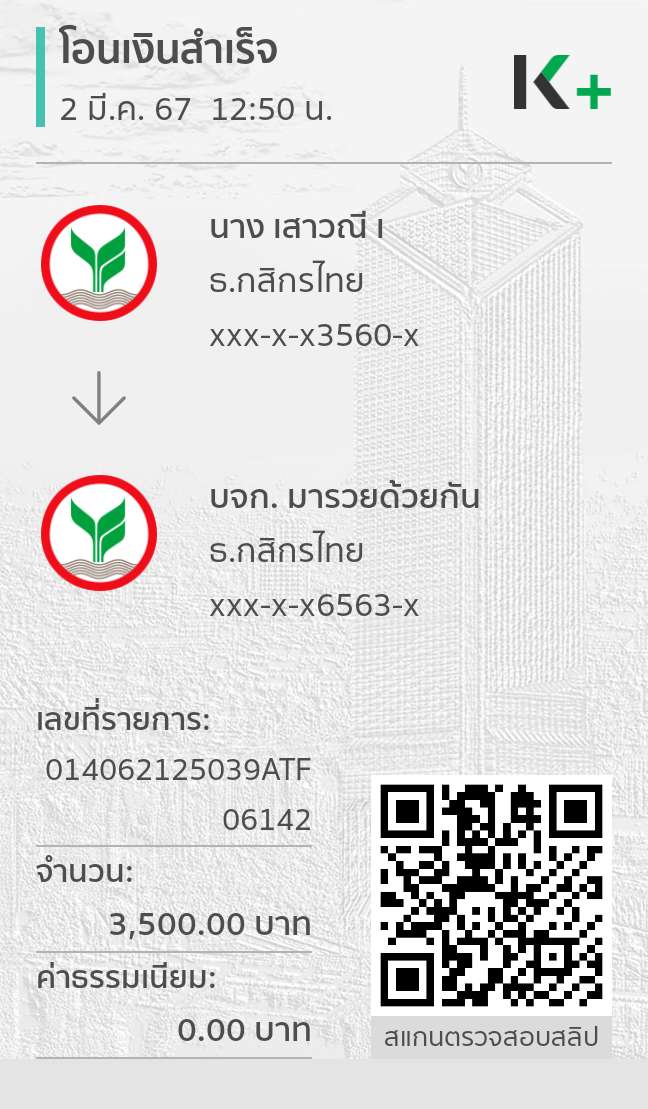 โอนเงินสำเร็จ
2 มี.ค. 67 12:50 น.
K+
นาง เสาวณี เ
ธ.กสิกรไทย
xxx-x-x3560-x
บจก. มารวยด้วยกัน
ธ.กสิกรไทย
xxx-x-x6563-x
เลขที่รายการ:
014062125039ATF
06142
จำนวน:
3,500.00 บาท
ค่าธรรมเนียม:
0.00 บาท
สแกนตรวจสอบสลิป